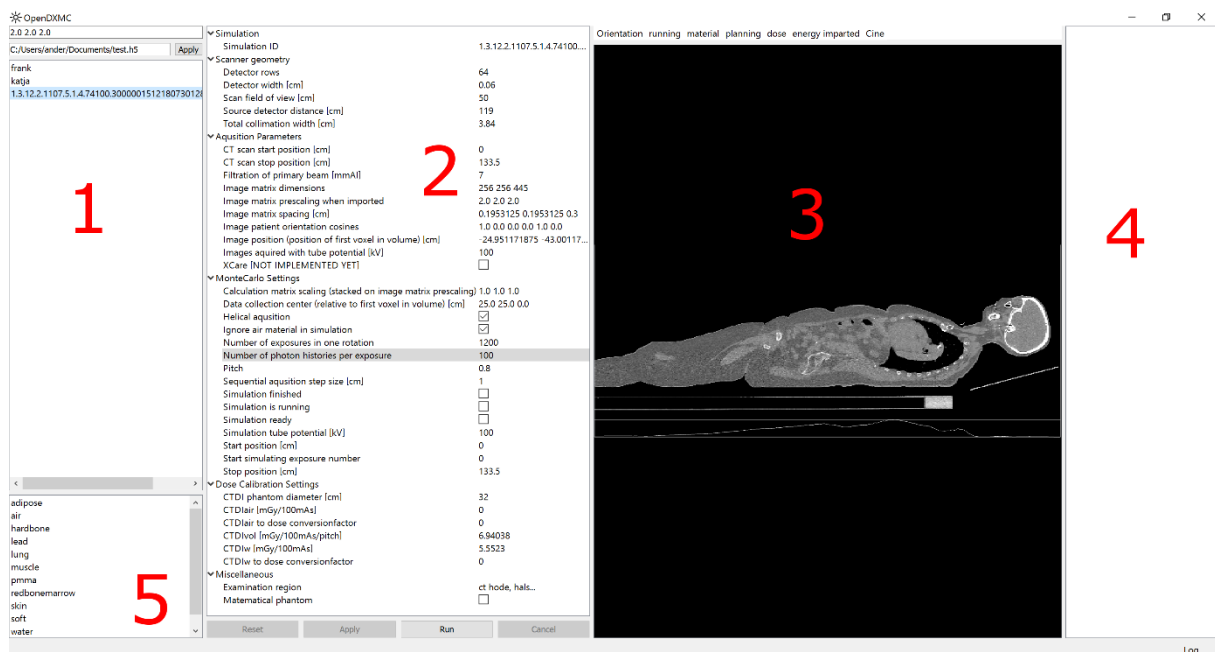 OpenDXMC
2.0 2.0 2.0
C:/Users/ander/Documents/test.h5 Apply
frank
katja
1.3.12.2.1107.5.1.4.74100.3000001512180730128
1
adipose
air
hardbone
lead
lung
muscle
pmma
redbonemarrow
skin
soft
water
5
Simulation
Simulation ID 1.3.12.2.1107.5.1.4.74100....
Scanner geometry
Detector rows 64
Detector width [cm] 0.06
Scan field of view [cm] 50
Source detector distance [cm] 119
Total collimation width [cm] 3.84
Aqusition Parameters
CT scan start position [cm] 0
CT scan stop position [cm] 133.5
Filtration of primary beam [mmAl] 7
Image matrix dimensions 256 256 445
Image matrix prescaling when imported 2.0 2.0 2.0
Image matrix spacing [cm] 0.1953125 0.1953125 0.3
Image patient orientation cosines 1.0 0.0 0.0 0.0 1.0 0.0
Image position (position of first voxel in volume) [cm] -24.951171875 -43.00117...
Images aquired with tube potential [kV] 100
XCare [NOT IMPLEMENTED YET]
MonteCarlo Settings
Calculation matrix scaling (stacked on image matrix prescaling) 1.0 1.0 1.0
Data collection center (relative to first voxel in volume) [cm] 25.0 25.0 0.0
Helical aqusition
Ignore air material in simulation
Number of exposures in one rotation 1200
Number of photon histories per exposure 100
Pitch 0.8
Sequential aqusition step size [cm] 1
Simulation finished
Simulation is running
Simulation ready
Simulation tube potential [kV] 100
Start position [cm] 0
Start simulating exposure number 0
Stop position [cm] 133.5
Dose Calibration Settings
CTDI phantom diameter [cm] 32
CTDIair [mGy/100mAs] 0
CTDIair to dose conversionfactor 0
CTDIvol [mGy/100mAs/pitch] 6.94038
CTDIw [mGy/100mAs] 5.5523
CTDIw to dose conversionfactor 0
Miscellaneous
Examination region ct hode, hals...
Matematical phantom
2
Reset Apply Run Cancel
Orientation running material planning dose energy imparted Cine
3
4
Log